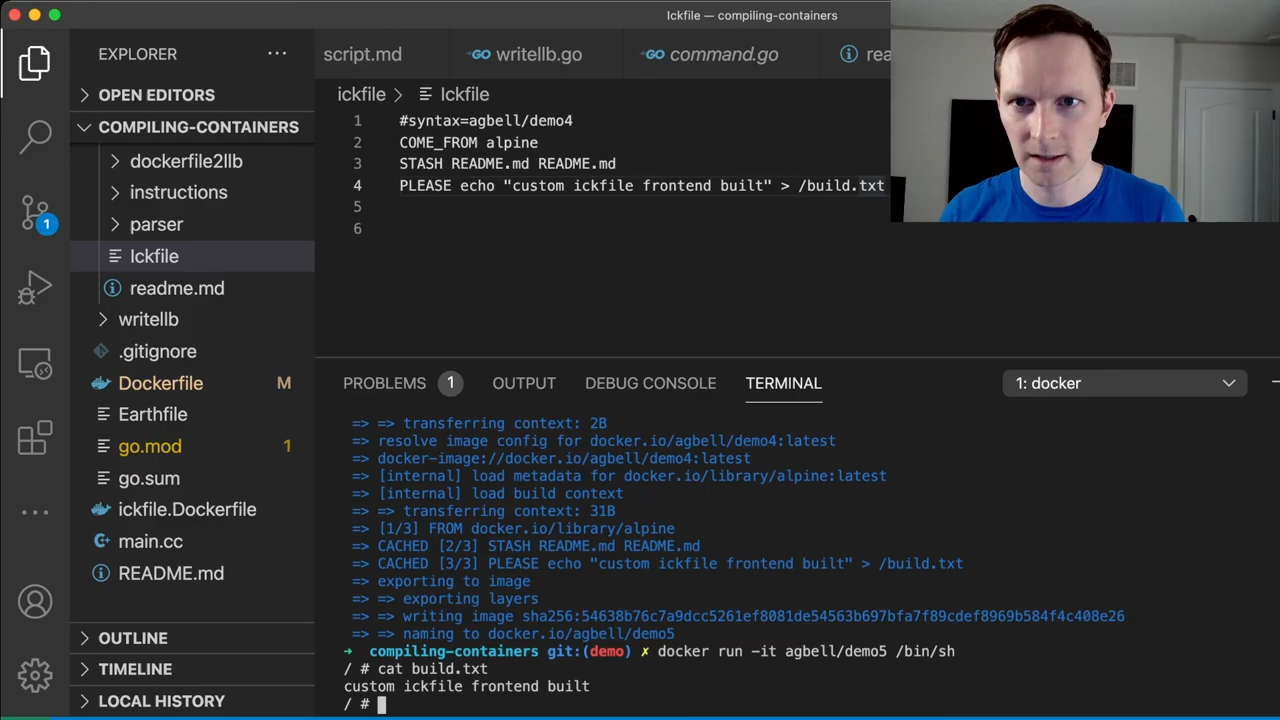 Ickfile — compiling-containers
EXPLORER
OPEN EDITORS
COMPILING-CONTAINERS
dockerfile2llb
instructions
parser
Ickfile
readme.md
writellb
.gitignore
Dockerfile M
Earthfile
go.mod 1
go.sum
ickfile.Dockerfile
main.cc
README.md
OUTLINE
TIMELINE
LOCAL HISTORY
1
script.md
GO writellb.go
GO command.go
rea
ickfile > Ickfile
1 #syntax=agbell/demo4
2 COME_FROM alpine
3 STASH README.md README.md
4 PLEASE echo "custom ickfile frontend built" > /build.txt
5
6
PROBLEMS 1 OUTPUT DEBUG CONSOLE TERMINAL 1: docker
=> => transferring context: 2B
=> resolve image config for docker.io/agbell/demo4:latest
=> docker-image://docker.io/agbell/demo4:latest
=> [internal] load metadata for docker.io/library/alpine:latest
=> [internal] load build context
=> => transferring context: 31B
=> [1/3] FROM docker.io/library/alpine
=> CACHED [2/3] STASH README.md README.md
=> CACHED [3/3] PLEASE echo "custom ickfile frontend built" > /build.txt
=> exporting to image
=> => exporting layers
=> => writing image sha256:54638b76c7a9dcc5261ef8081de54563b697bfa7f89cdef8969b584f4c408e26
=> => naming to docker.io/agbell/demo5
➜ compiling-containers git:(demo) ✗ docker run -it agbell/demo5 /bin/sh
/ # cat build.txt
custom ickfile frontend built
/ #